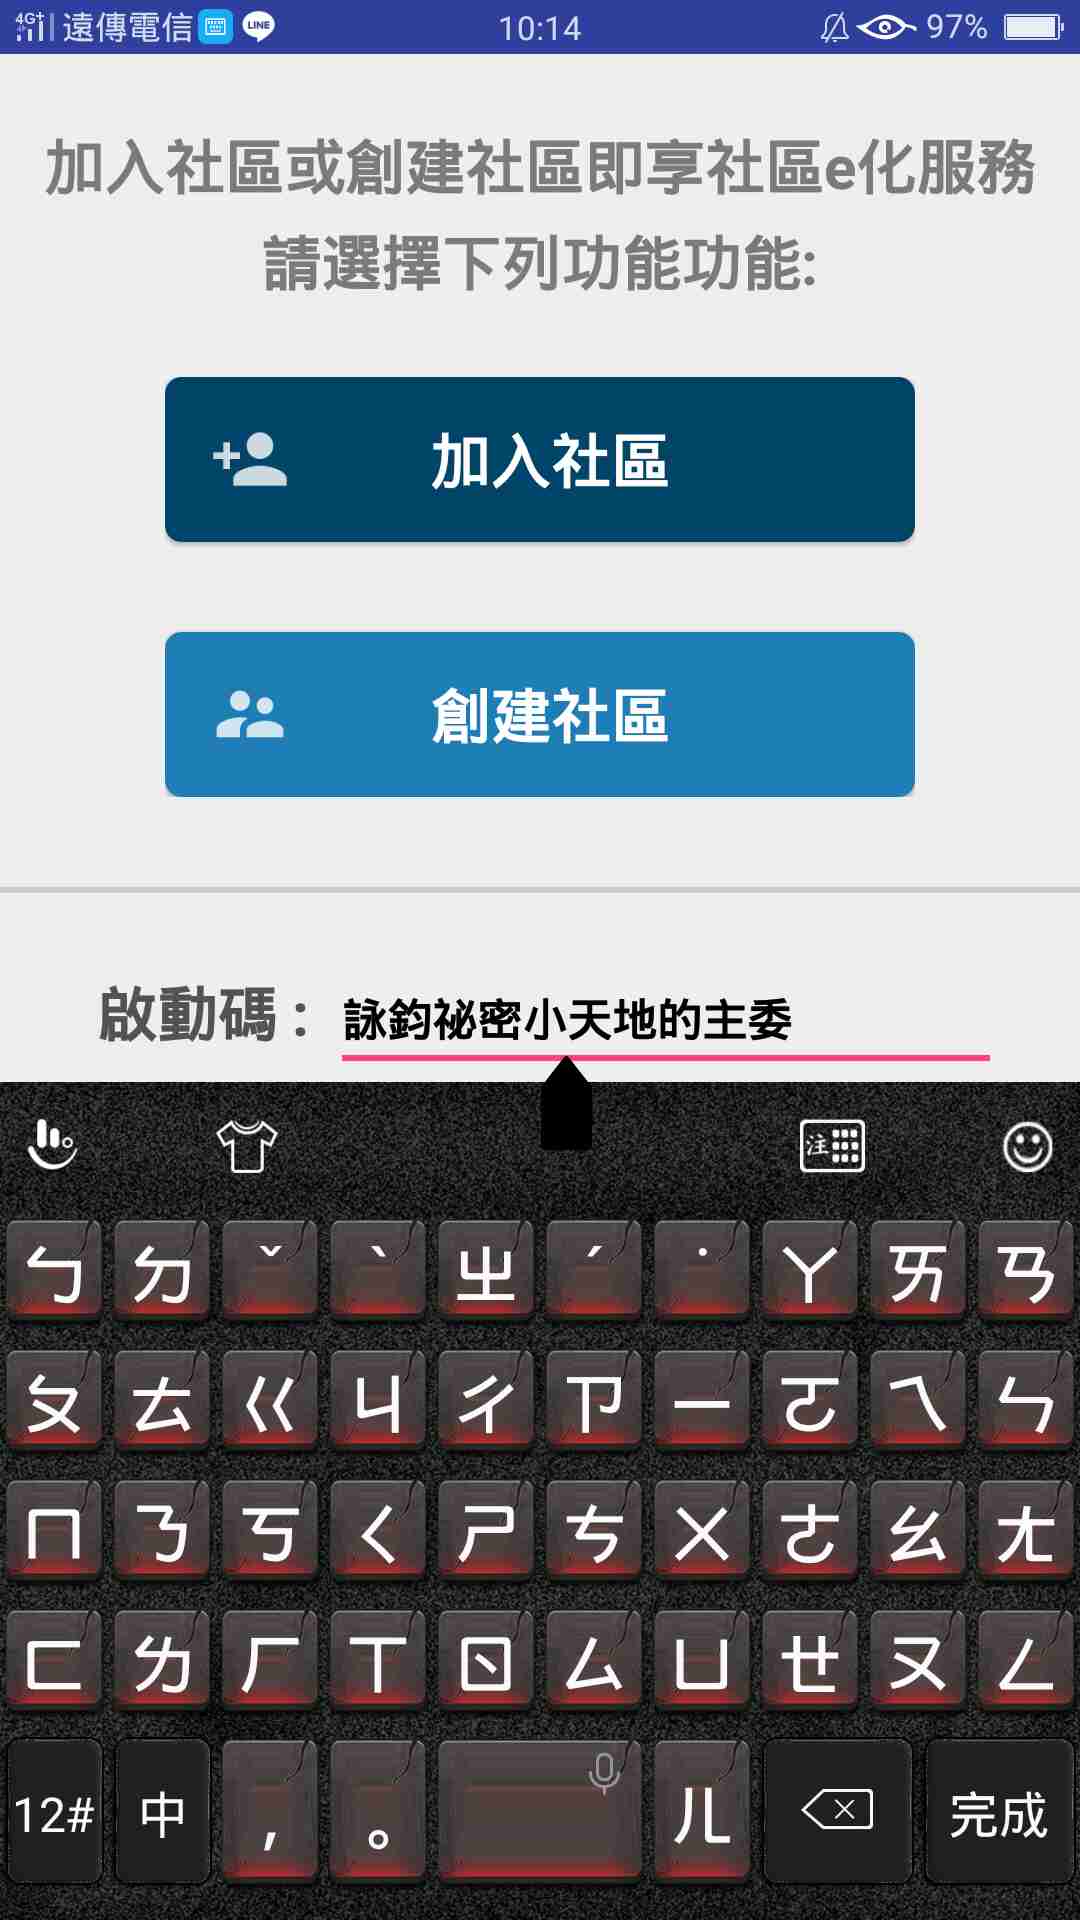 4G+ 遠傳電信 LINE 10:14 97%
加入社區或創建社區即享社區e化服務
請選擇下列功能功能:
加入社區
創建社區
啟動碼 : 詠鈞祕密小天地的主委
注
ㄅ ㄉ ˇ ˋ ㄓ ˊ ˙ ㄚ ㄞ ㄢ
ㄆ ㄊ ㄍ ㄐ ㄔ ㄗ ㄧ ㄛ ㄟ ㄣ
ㄇ ㄋ ㄎ ㄑ ㄕ ㄘ ㄨ ㄜ ㄠ ㄤ
ㄈ ㄌ ㄏ ㄒ ㄖ ㄙ ㄩ ㄝ ㄡ ㄥ
12# 中 , 。 ㄦ 完成